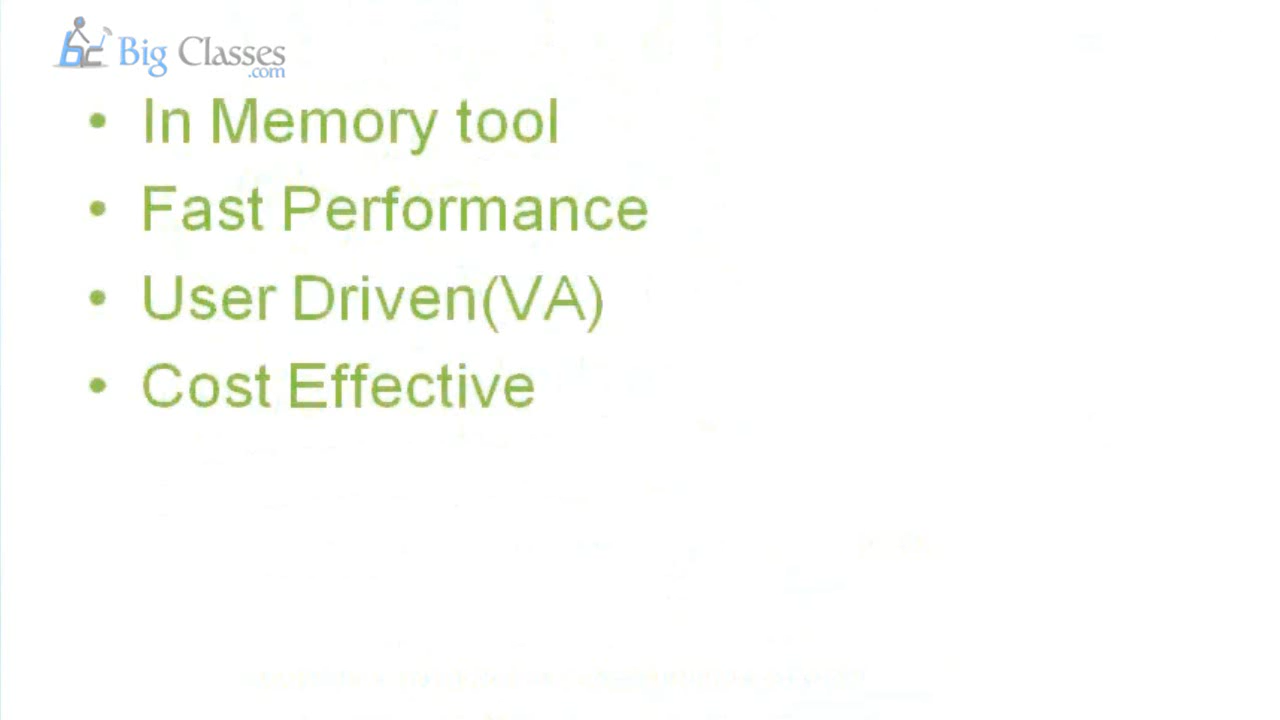 Big Classes
.com
• In Memory tool
• Fast Performance
• User Driven(VA)
• Cost Effective